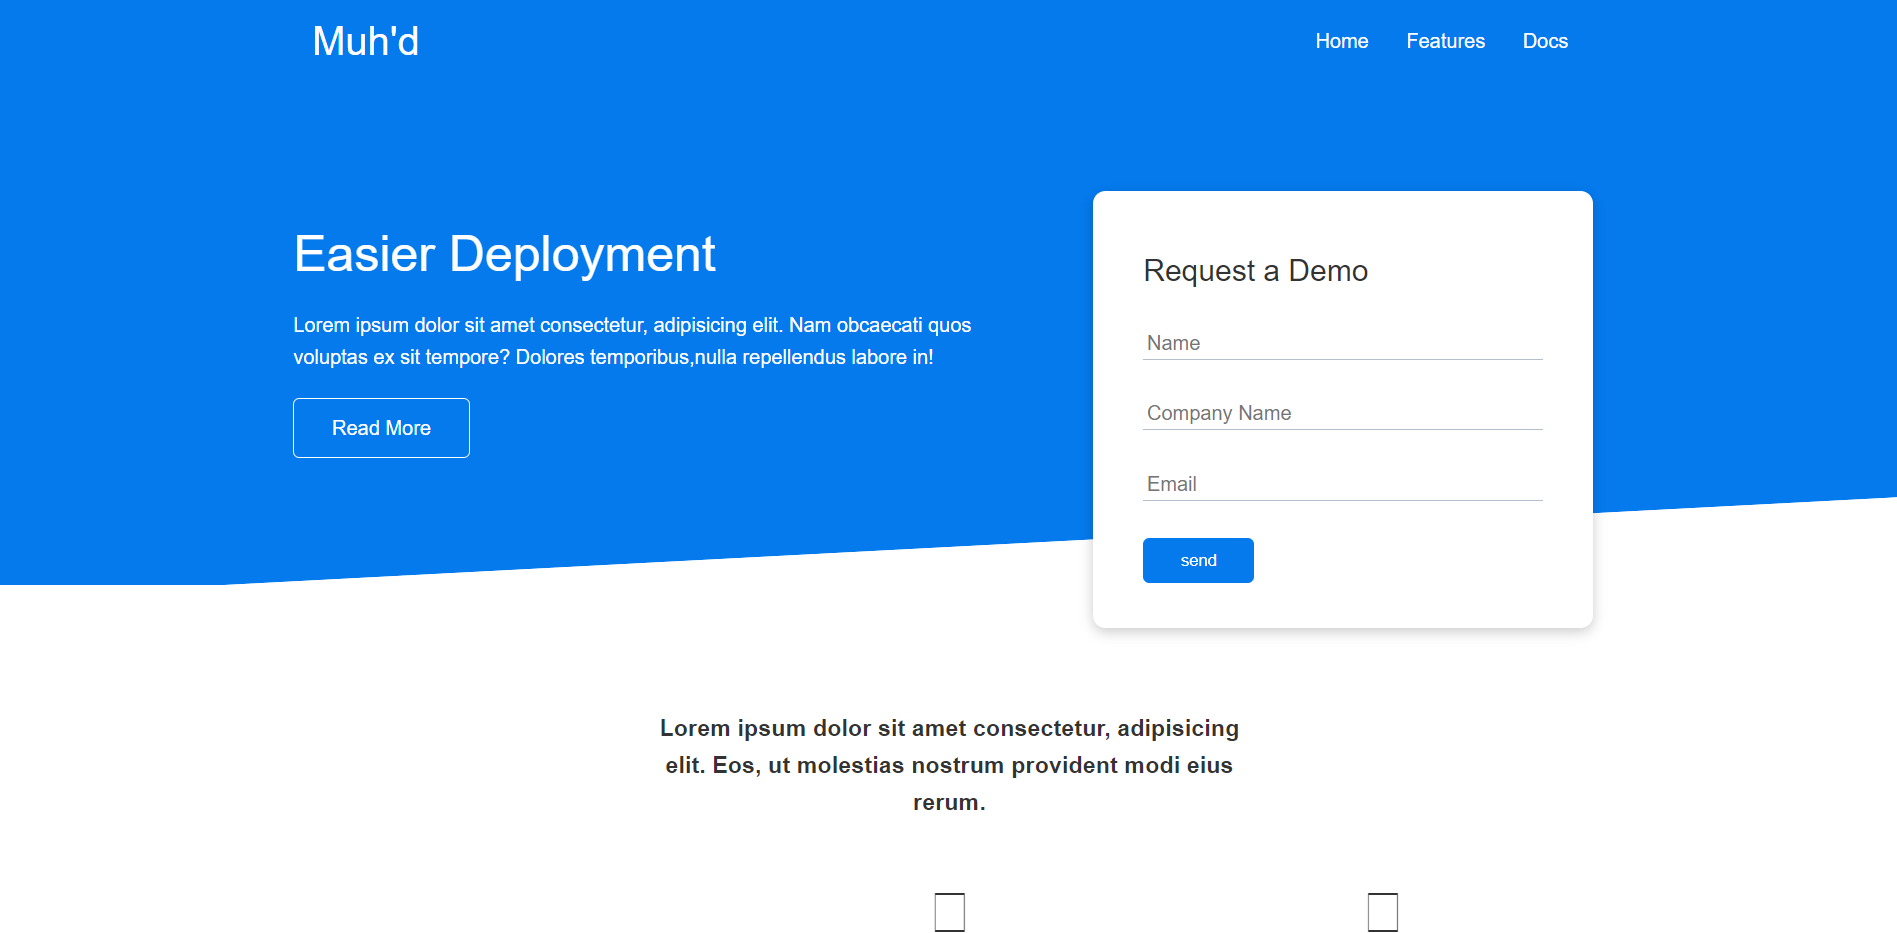 Muh'd
Home Features Docs
Easier Deployment
Lorem ipsum dolor sit amet consectetur, adipisicing elit. Nam obcaecati quos
voluptas ex sit tempore? Dolores temporibus,nulla repellendus labore in!
Read More
Request a Demo
Name
Company Name
Email
send
Lorem ipsum dolor sit amet consectetur, adipisicing
elit. Eos, ut molestias nostrum provident modi eius
rerum.